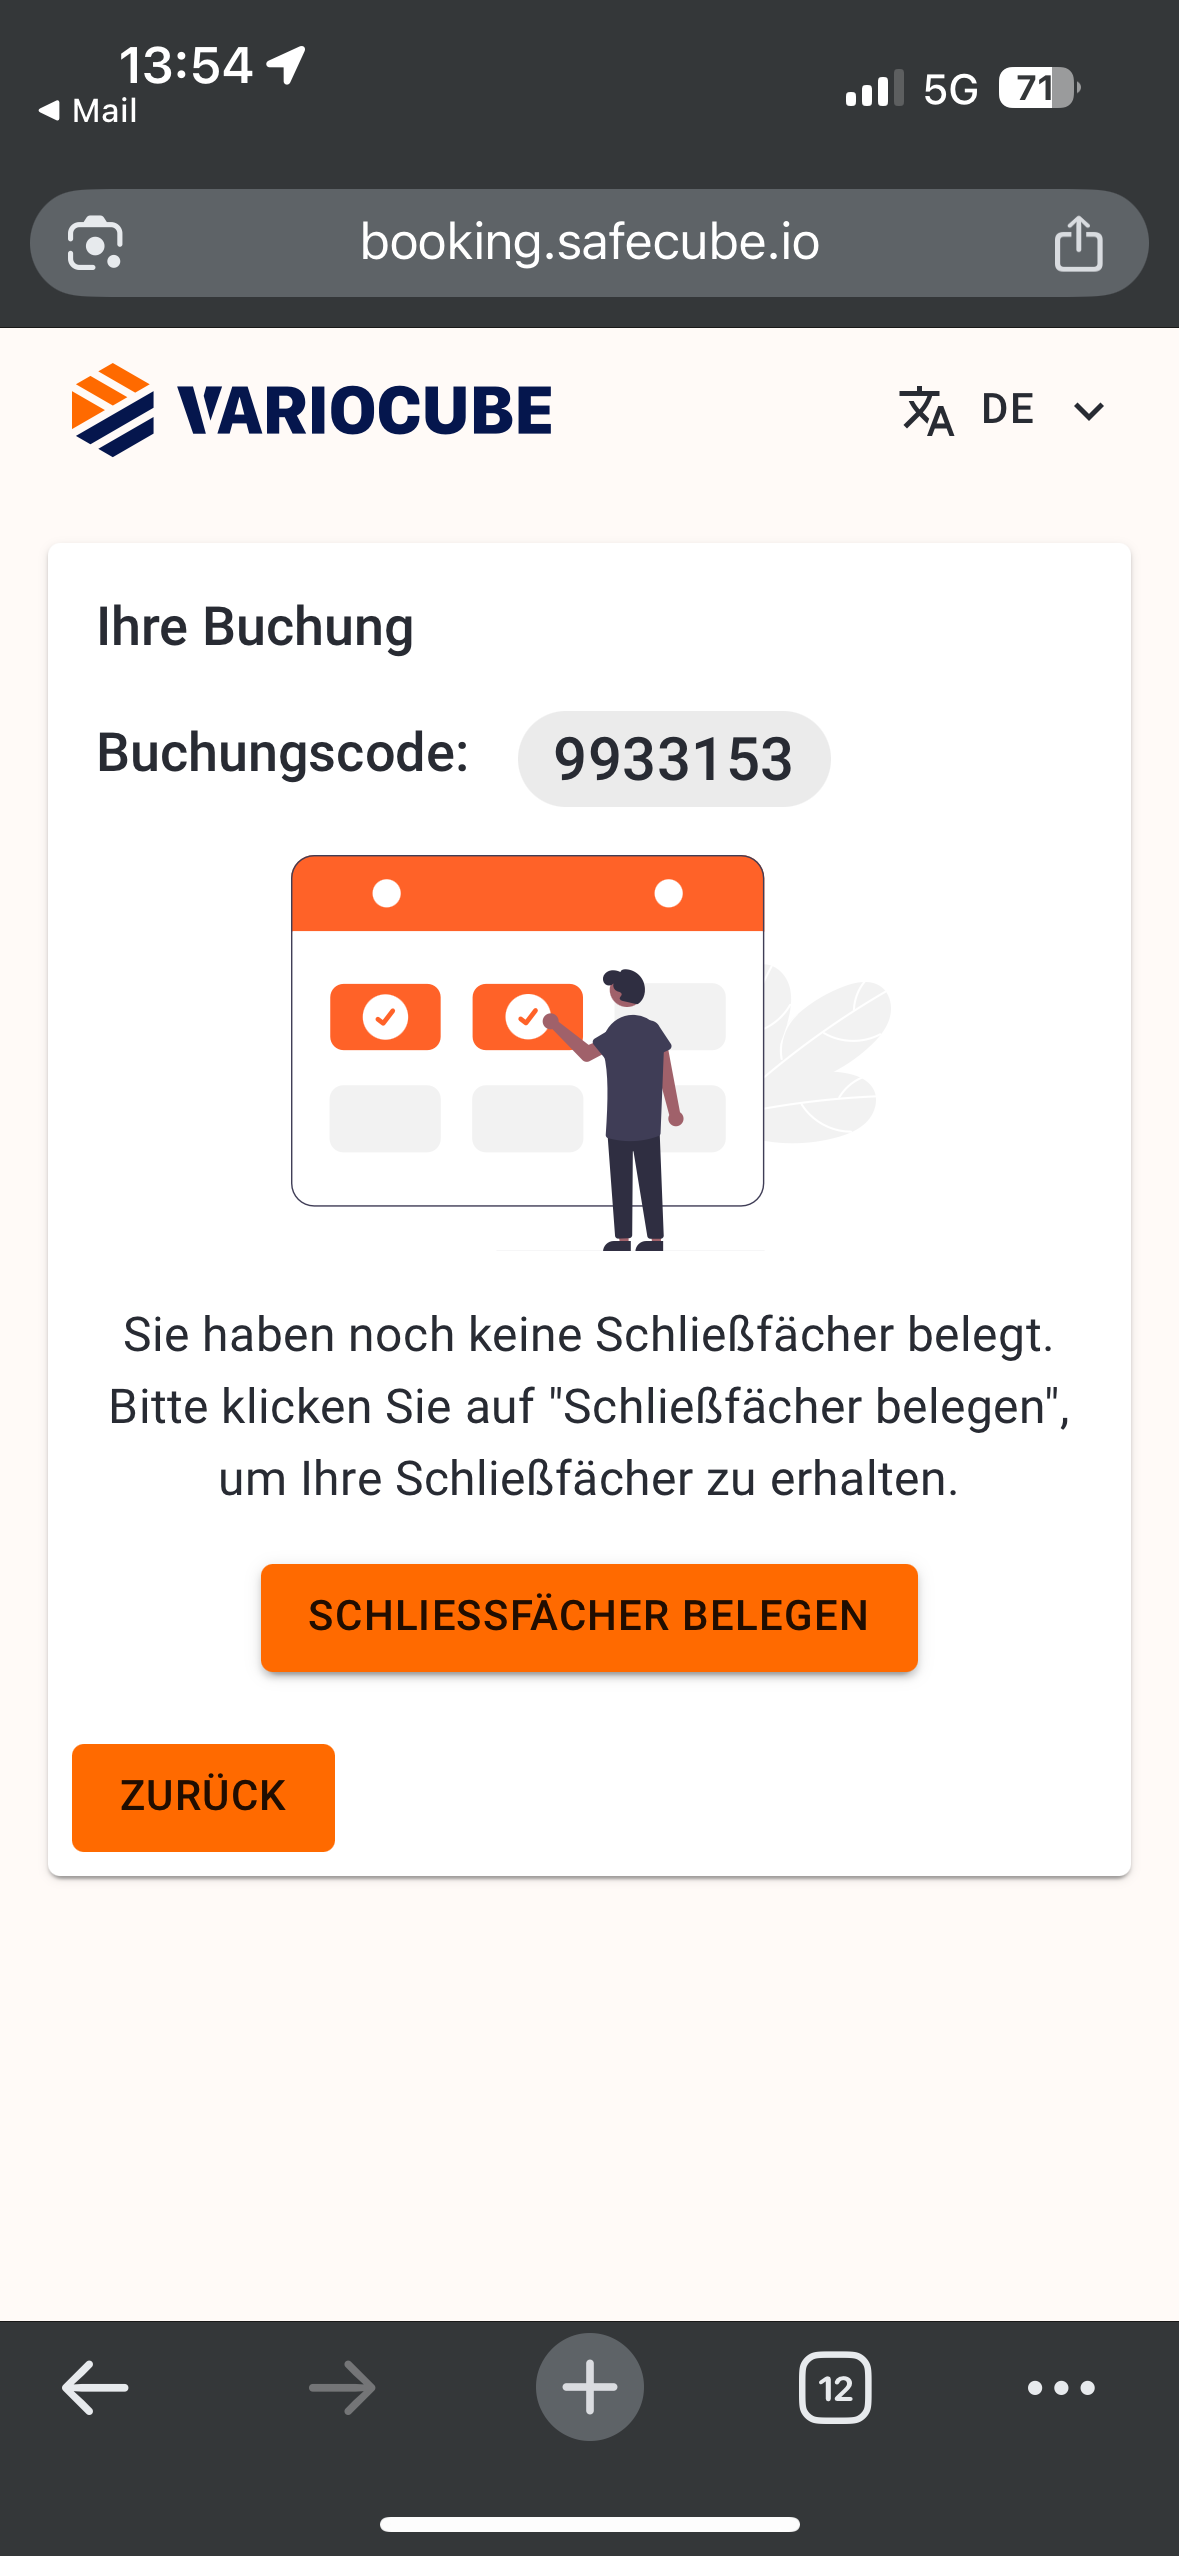 13:54
Mail
5G
71
booking.safecube.io
VARIOCUBE
DE
Ihre Buchung
Buchungscode: 9933153
Sie haben noch keine Schließfächer belegt.
Bitte klicken Sie auf "Schließfächer belegen",
um Ihre Schließfächer zu erhalten.
SCHLIESSFÄCHER BELEGEN
ZURÜCK
12